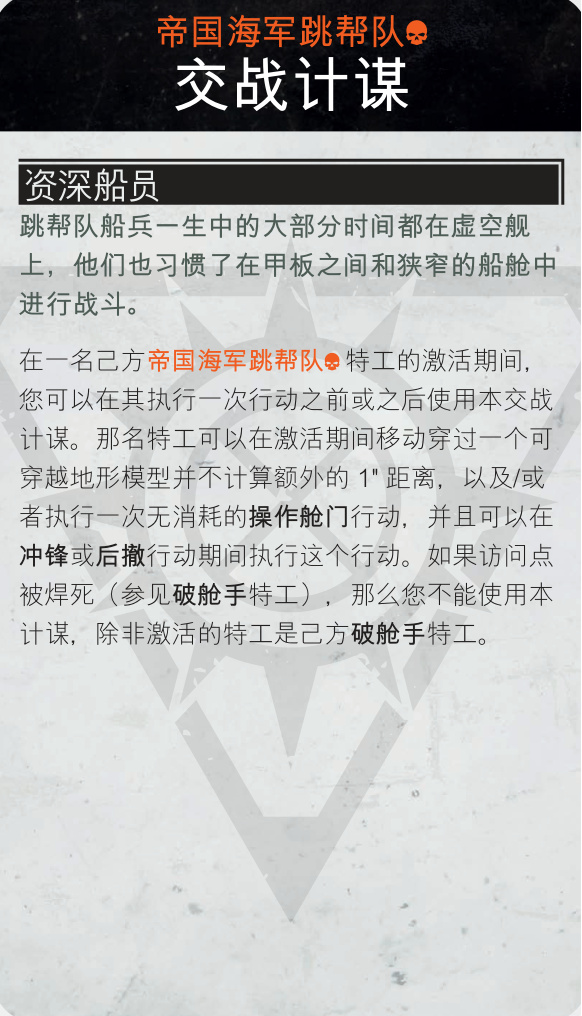 帝国海军跳帮队
交战计谋
资深船员
跳帮队船兵一生中的大部分时间都在虚空舰
上，他们也习惯了在甲板之间和狭窄的船舱中
进行战斗。
在一名己方帝国海军跳帮队特工的激活期间，
您可以在其执行一次行动之前或之后使用本交战
计谋。那名特工可以在激活期间移动穿过一个可
穿越地形模型并不计算额外的 1" 距离，以及/或
者执行一次无消耗的操作舱门行动，并且可以在
冲锋或后撤行动期间执行这个行动。如果访问点
被焊死（参见破舱手特工），那么您不能使用本
计谋，除非激活的特工是己方破舱手特工。